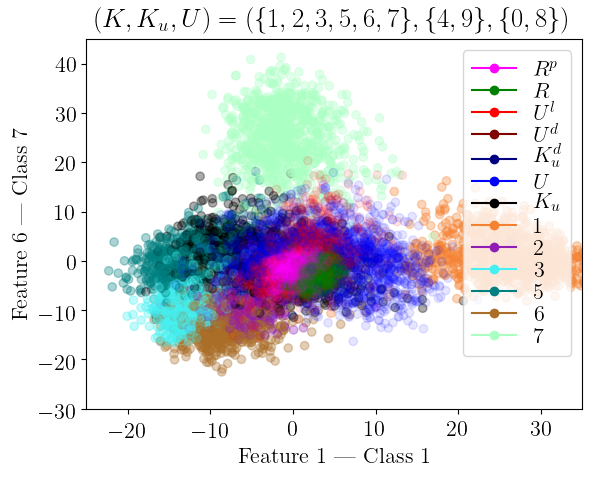 (K, K_u, U) = ({1, 2, 3, 5, 6, 7}, {4, 9}, {0, 8})
40
30
20
10
0
−10
−20
−30
Feature 6 — Class 7
−20
−10
0
10
20
30
Feature 1 — Class 1
R^p
R
U^l
U^d
K_u^d
U
K_u
1
2
3
5
6
7